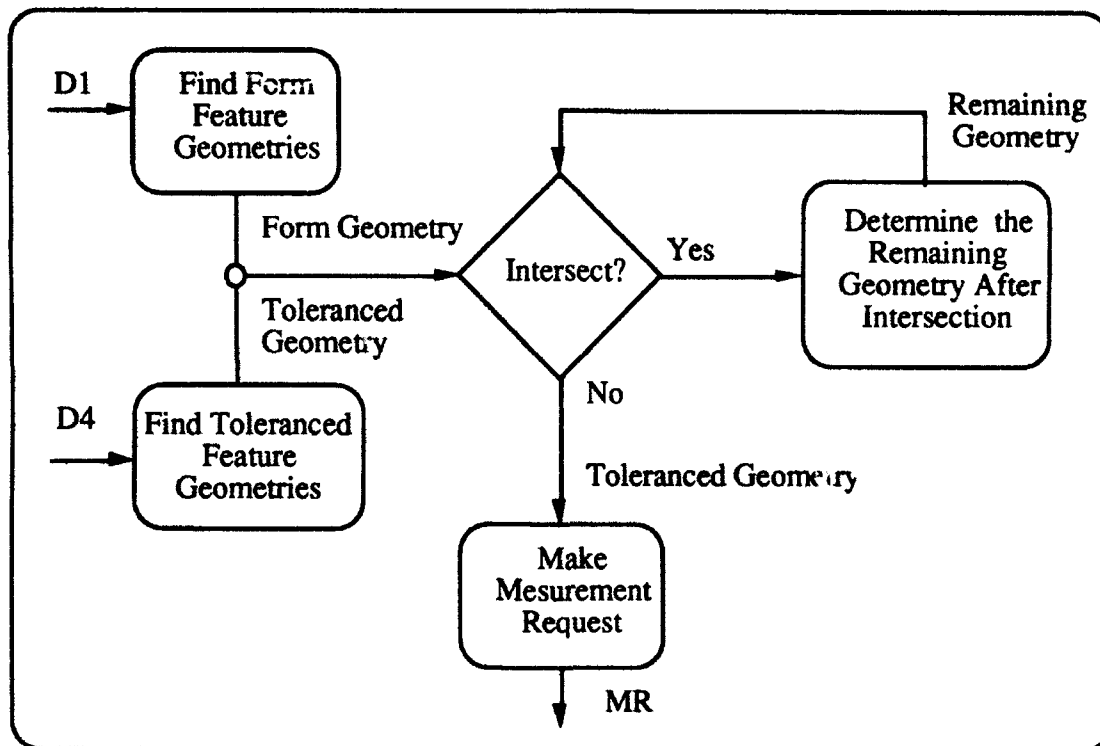 D1
Find Form
Feature
Geometries
Remaining
Geometry
Form Geometry
Intersect?
Yes
Determine the
Remaining
Geometry After
Intersection
Toleranced
Geometry
No
D4
Find Toleranced
Feature
Geometries
Toleranced Geometry
Make
Mesurement
Request
MR